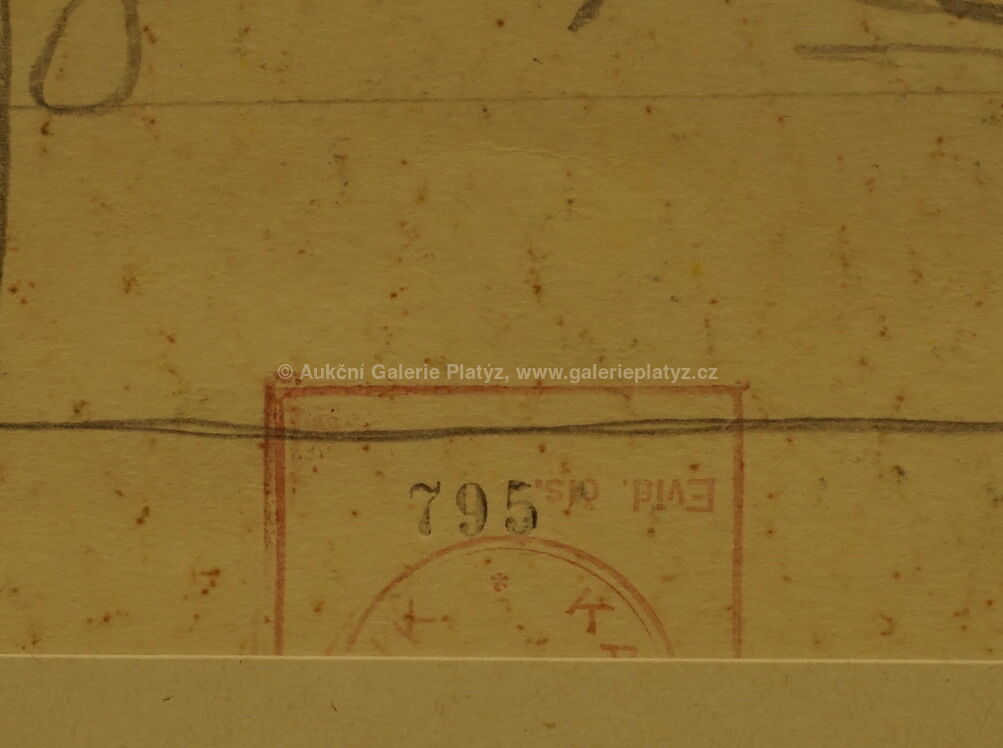 © Aukční Galerie Platýz, www.galerieplatyz.cz
795
Evid. čís.